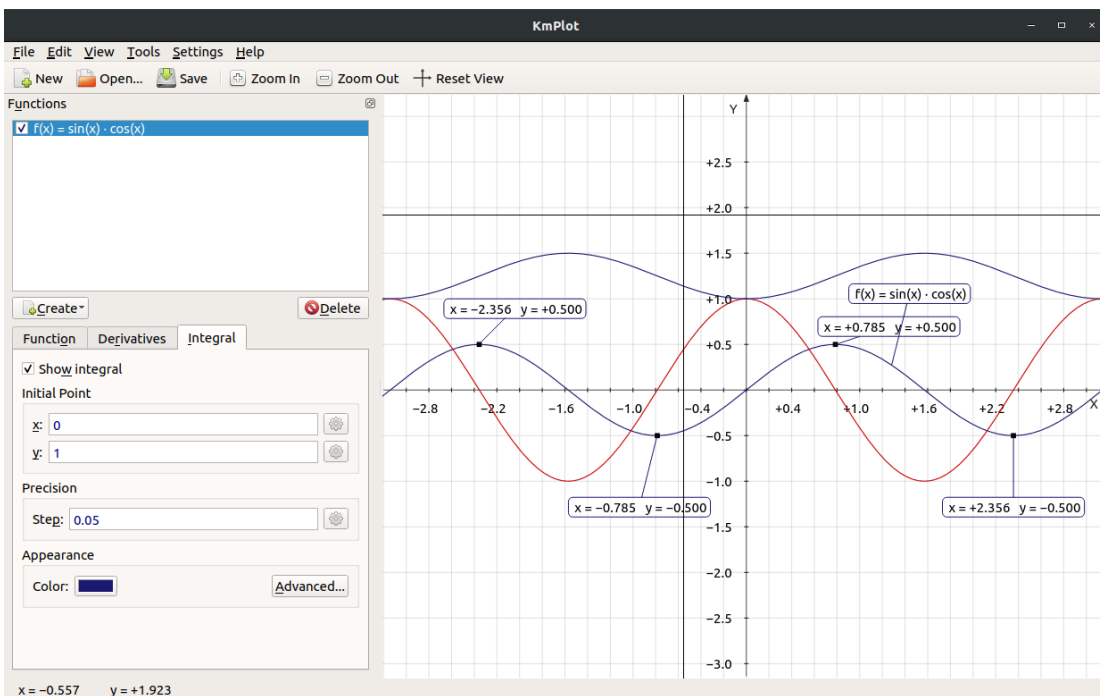 KmPlot
File Edit View Tools Settings Help
New Open... Save Zoom In Zoom Out Reset View
Functions
f(x) = sin(x) · cos(x)
Create
Delete
Function Derivatives Integral
Show integral
Initial Point
x: 0
y: 1
Precision
Step: 0.05
Appearance
Color:
Advanced...
x = −0.557 y = +1.923
Y
+2.5
+2.0
+1.5
f(x) = sin(x) · cos(x)
+1.0
x = −2.356 y = +0.500
x = +0.785 y = +0.500
+0.5
−2.8 −2.2 −1.6 −1.0 −0.4 +0.4 +1.0 +1.6 +2.2 +2.8 X
−0.5
−1.0
x = −0.785 y = −0.500
x = +2.356 y = −0.500
−1.5
−2.0
−2.5
−3.0